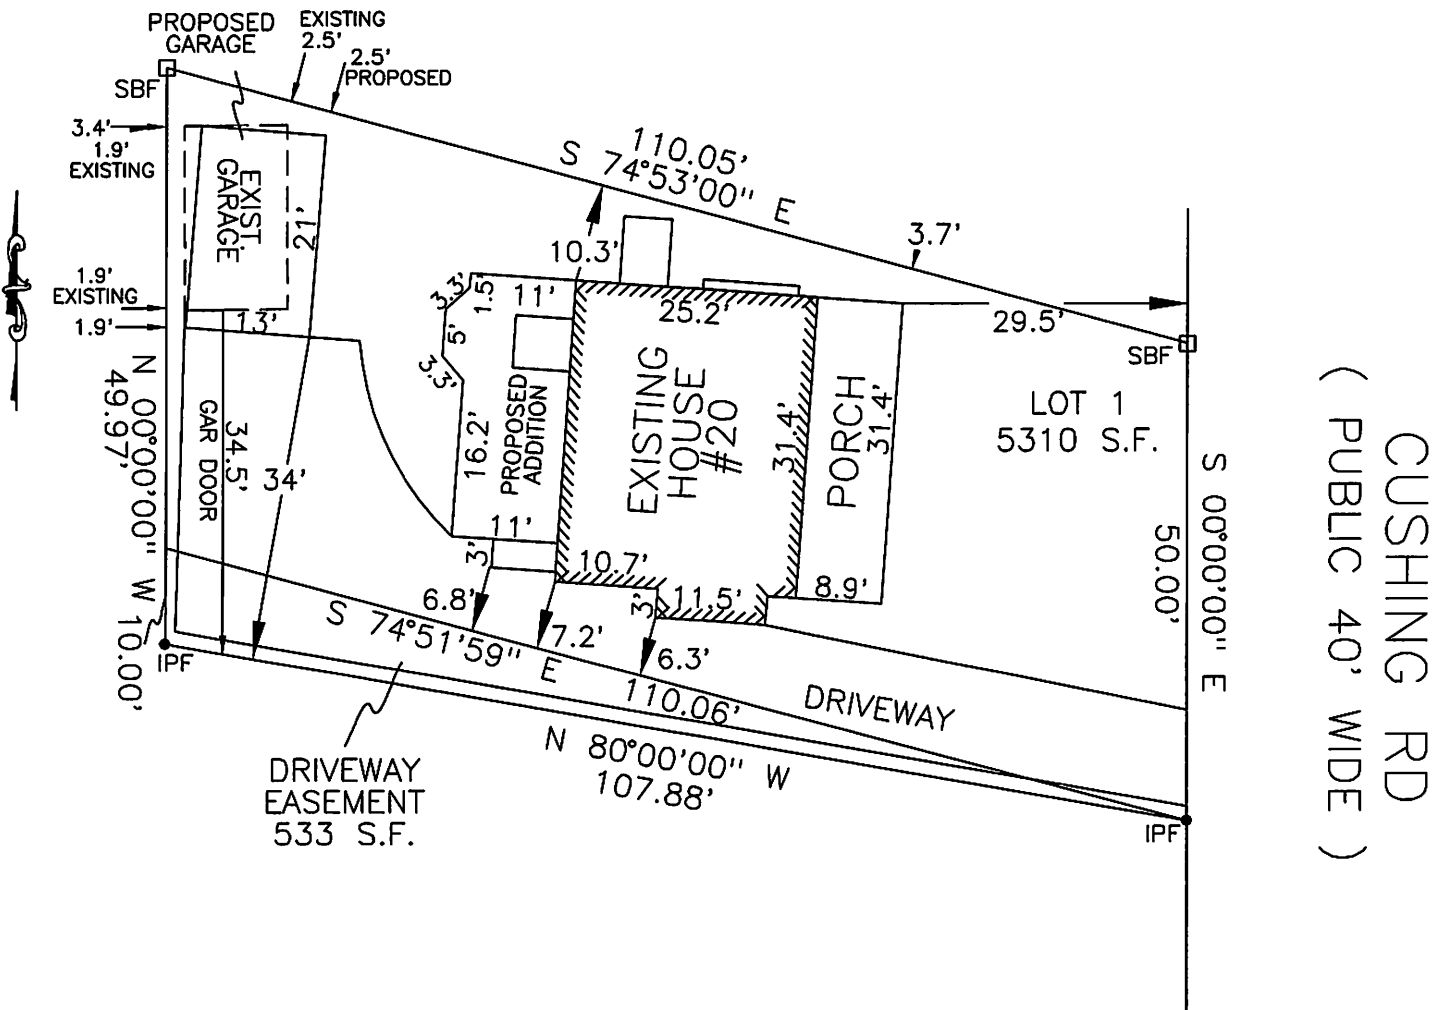 PROPOSED
GARAGE
EXISTING
2.5'
2.5'
PROPOSED
SBF
3.4'
1.9'
EXISTING
EXIST.
GARAGE
21'
1.9'
EXISTING
1.9'
13'
110.05'
S 74°53'00" E
3.7'
10.3'
3.3'
1.5'
11'
5'
3.3'
25.2'
29.5'
SBF
LOT 1
5310 S.F.
EXISTING
HOUSE
#20
31.4'
PORCH
31.4'
PROPOSED
ADDITION
16.2'
11'
3'
10.7'
11.5'
3'
8.9'
6.8'
7.2'
6.3'
GAR DOOR
34.5'
34'
N 00°00'00" W
49.97'
10.00'
IPF
S 74°51'59" E
110.06'
DRIVEWAY
N 80°00'00" W
107.88'
DRIVEWAY
EASEMENT
533 S.F.
IPF
S 00°00'00" E
50.00'
CUSHING RD
( PUBLIC 40' WIDE )